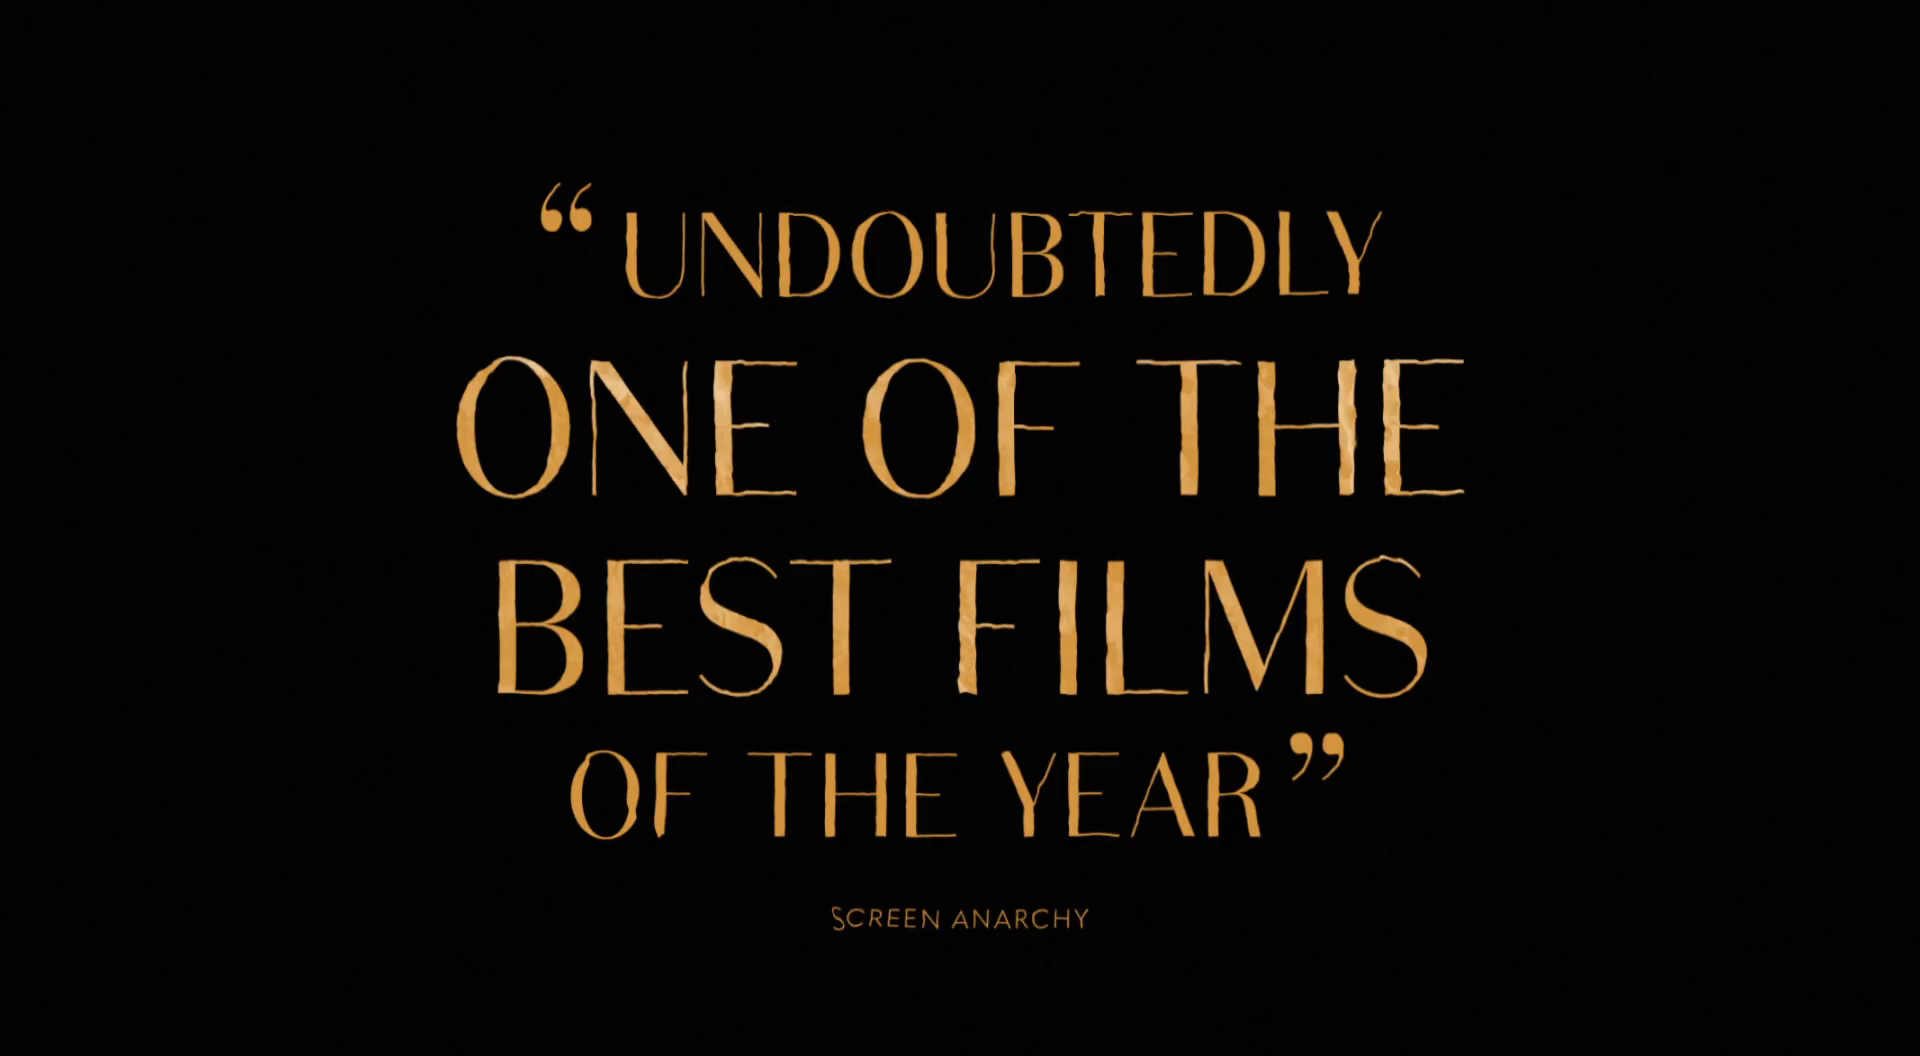 “UNDOUBTEDLY
ONE OF THE
BEST FILMS
OF THE YEAR”
SCREEN ANARCHY